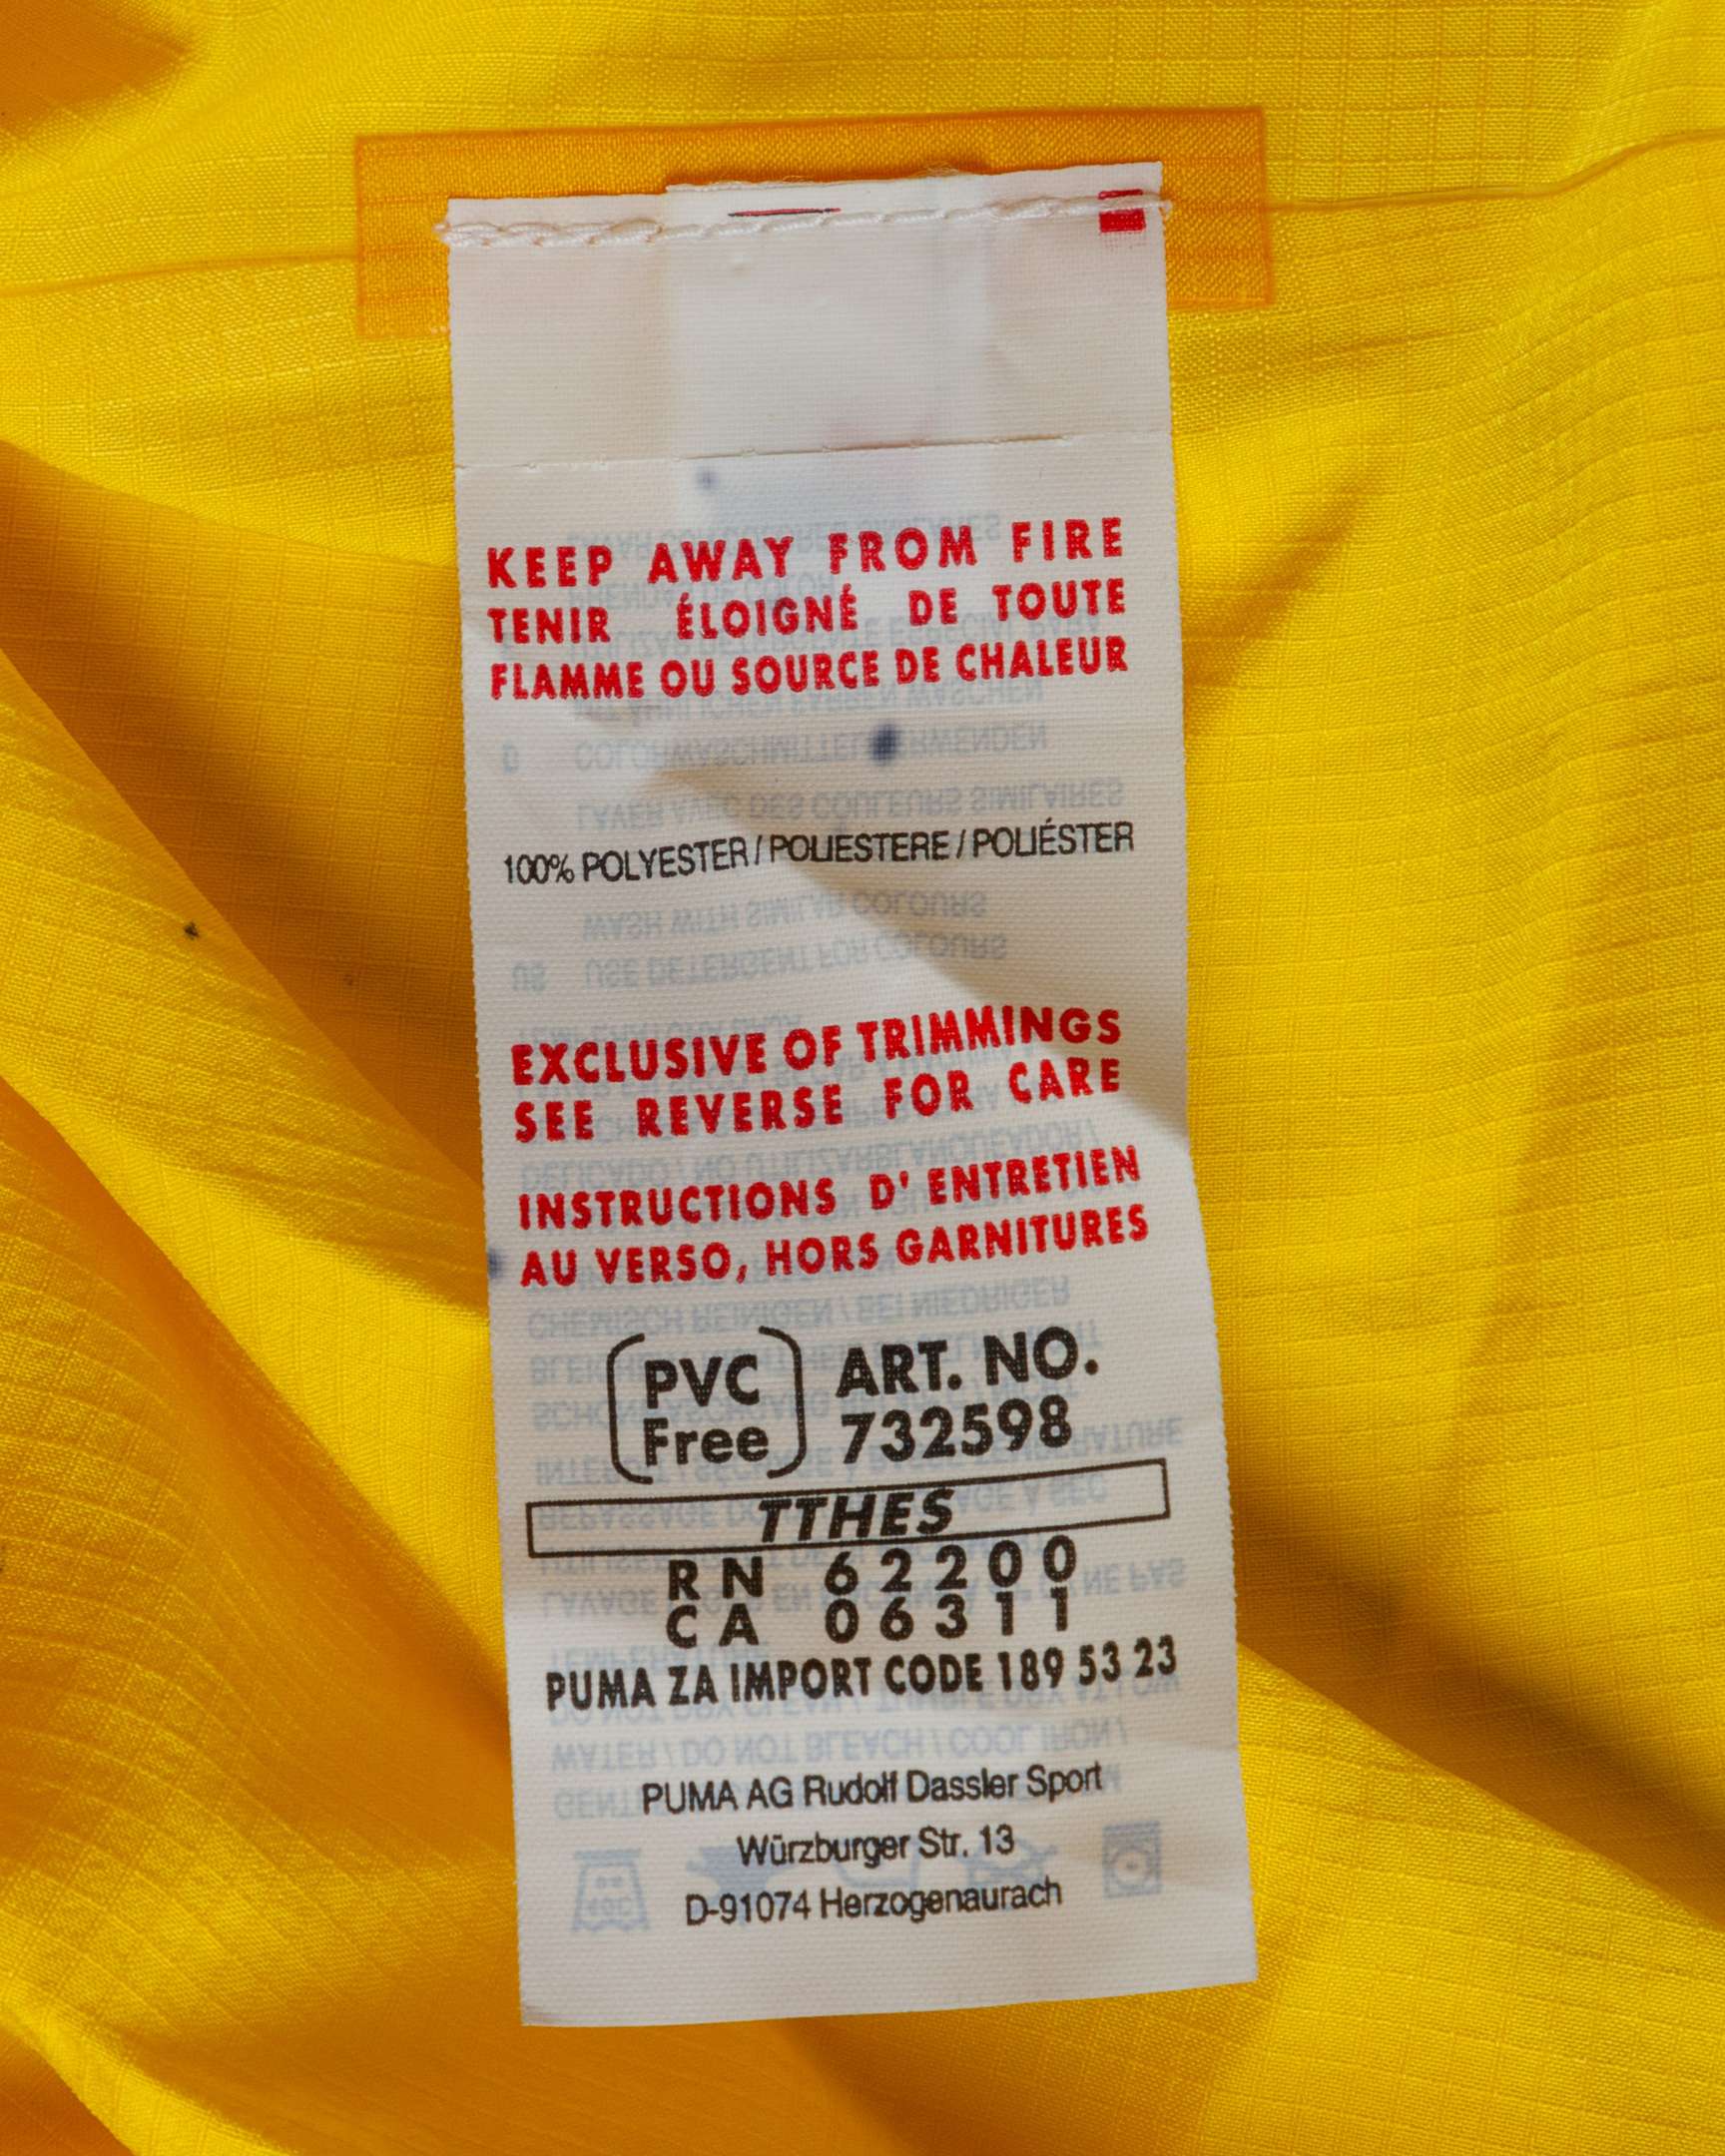 KEEP AWAY FROM FIRE
TENIR ÉLOIGNÉ DE TOUTE
FLAMME OU SOURCE DE CHALEUR
100% POLYESTER / POLIESTERE / POLIÉSTER
EXCLUSIVE OF TRIMMINGS
SEE REVERSE FOR CARE
INSTRUCTIONS D' ENTRETIEN
AU VERSO, HORS GARNITURES
PVC
Free
ART. NO.
732598
TTHES
RN 62200
CA 06311
PUMA ZA IMPORT CODE 189 53 23
PUMA AG Rudolf Dassler Sport
Würzburger Str. 13
D-91074 Herzogenaurach